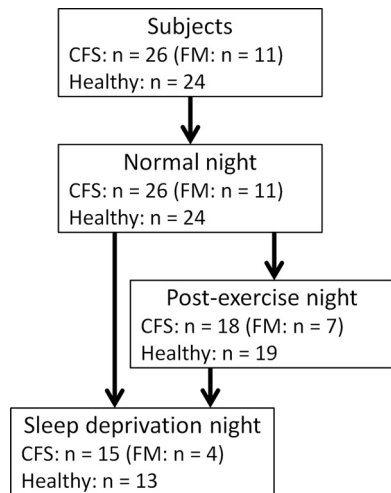 Subjects
CFS: n = 26 (FM: n = 11)
Healthy: n = 24
Normal night
CFS: n = 26 (FM: n = 11)
Healthy: n = 24
Post-exercise night
CFS: n = 18 (FM: n = 7)
Healthy: n = 19
Sleep deprivation night
CFS: n = 15 (FM: n = 4)
Healthy: n = 13